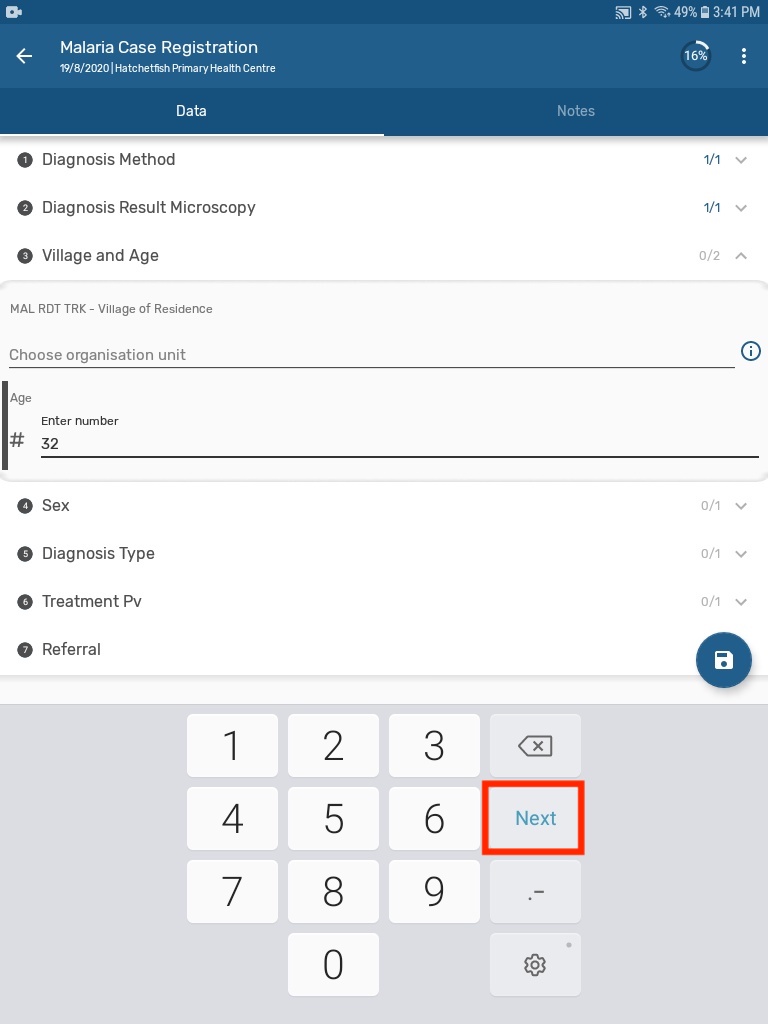 49% 3:41 PM
Malaria Case Registration
19/8/2020 | Hatchetfish Primary Health Centre
16%
Data
Notes
1 Diagnosis Method 1/1
2 Diagnosis Result Microscopy 1/1
3 Village and Age 0/2
MAL RDT TRK - Village of Residence
Choose organisation unit
Age
Enter number
# 32
4 Sex 0/1
5 Diagnosis Type 0/1
6 Treatment Pv 0/1
7 Referral
1 2 3
4 5 6 Next
7 8 9 .-
0